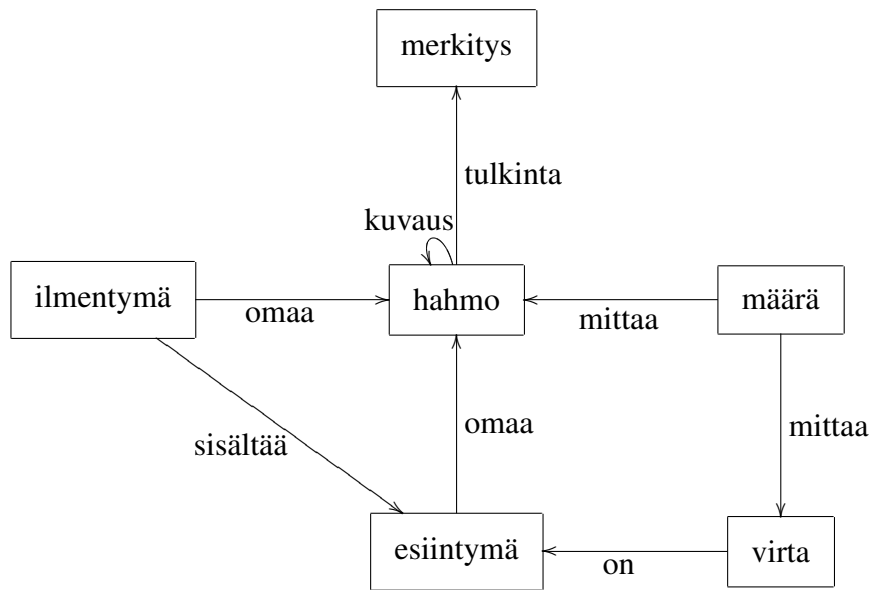 merkitys
tulkinta
kuvaus
ilmentymä
omaa
hahmo
mittaa
määrä
sisältää
omaa
mittaa
esiintymä
on
virta